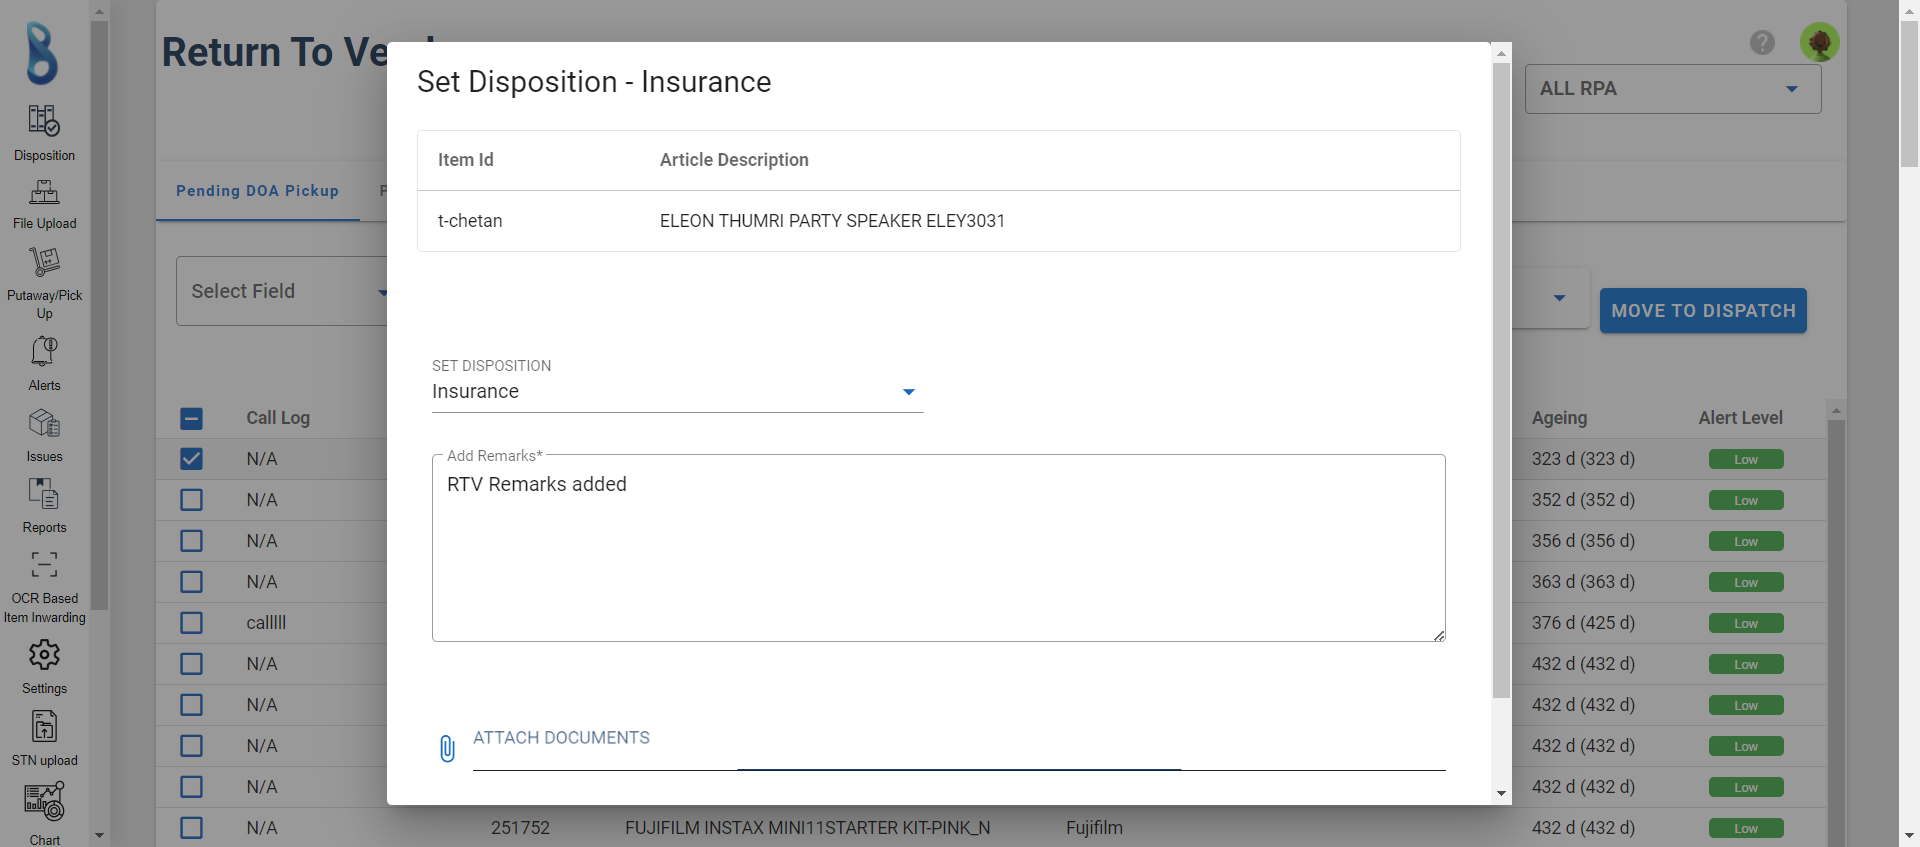 Return To Ve
?
ALL RPA
Disposition
File Upload
Putaway/Pick
Up
Alerts
Issues
Reports
OCR Based
Item Inwarding
Settings
STN upload
Chart
Pending DOA Pickup
Select Field
MOVE TO DISPATCH
Set Disposition - Insurance
Item Id Article Description
t-chetan ELEON THUMRI PARTY SPEAKER ELEY3031
SET DISPOSITION
Insurance
Add Remarks*
RTV Remarks added
ATTACH DOCUMENTS
Call Log Ageing Alert Level
N/A 323 d (323 d) Low
N/A 352 d (352 d) Low
N/A 356 d (356 d) Low
N/A 363 d (363 d) Low
calllll 376 d (425 d) Low
N/A 432 d (432 d) Low
N/A 432 d (432 d) Low
N/A 432 d (432 d) Low
N/A 432 d (432 d) Low
N/A 251752 FUJIFILM INSTAX MINI11STARTER KIT-PINK_N Fujifilm 432 d (432 d) Low